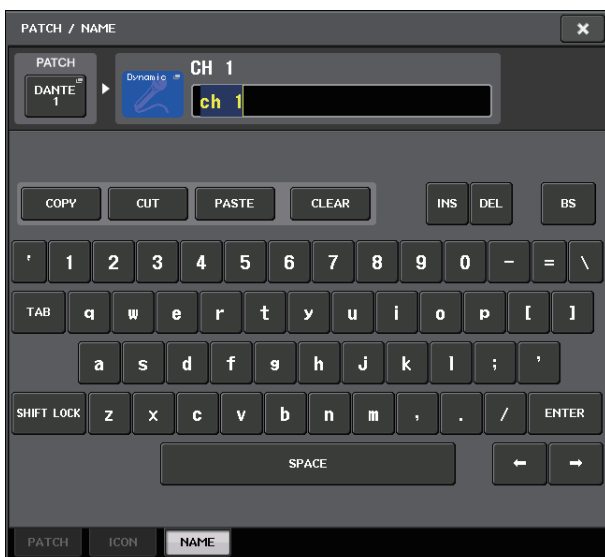 PATCH / NAME
PATCH
DANTE
1
Dynamic
CH 1
ch 1
COPY CUT PASTE CLEAR INS DEL BS
' 1 2 3 4 5 6 7 8 9 0 - = \
TAB q w e r t y u i o p [ ]
a s d f g h j k l ; '
SHIFT LOCK z x c v b n m , . / ENTER
SPACE ← →
PATCH ICON NAME